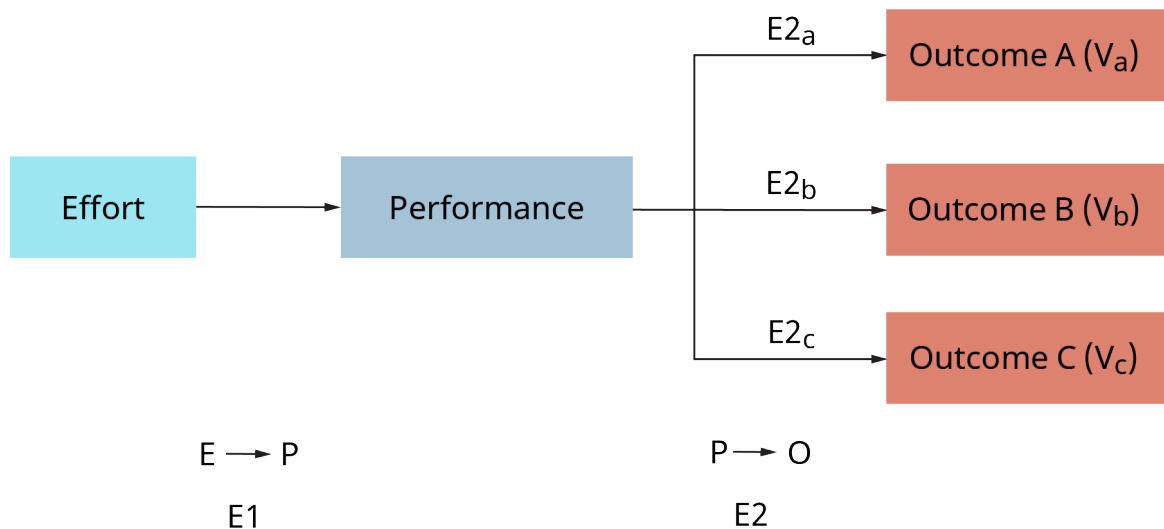 E2a
Outcome A (Va)
Effort
Performance
E2b
Outcome B (Vb)
E2c
Outcome C (Vc)
E → P
P → O
E1
E2